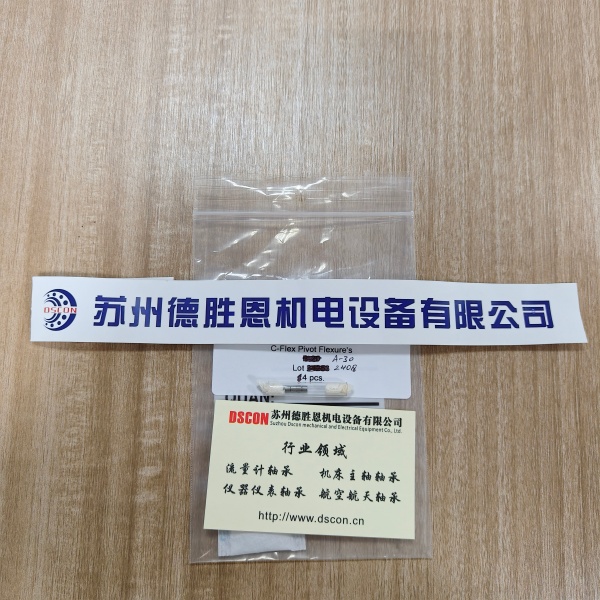 DSCON 苏州德胜恩机电设备有限公司
C-Flex Pivot Flexure's
A-30
Lot 240B
4 pcs.
QUAN:
DSCON 苏州德胜恩机电设备有限公司
Suzhou Dscon mechanical and Electrical Equipment Co., Ltd.
行业领域
流量计轴承 机床主轴轴承
仪器仪表轴承 航空航天轴承
http://www.dscon.cn